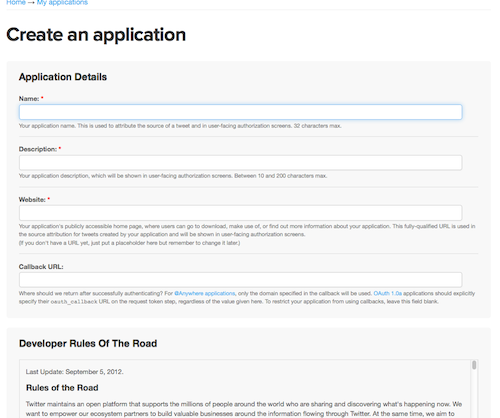 Home → My applications
Create an application
Application Details
Name: *
Your application name. This is used to attribute the source of a tweet and in user-facing authorization screens. 32 characters max.
Description: *
Your application description, which will be shown in user-facing authorization screens. Between 10 and 200 characters max.
Website: *
Your application's publicly accessible home page, where users can go to download, make use of, or find out more information about your application. This fully-qualified URL is used in
the source attribution for tweets created by your application and will be shown in user-facing authorization screens.
(If you don't have a URL yet, just put a placeholder here but remember to change it later.)
Callback URL:
Where should we return after successfully authenticating? For @Anywhere applications, only the domain specified in the callback will be used. OAuth 1.0a applications should explicitly
specify their oauth_callback URL on the request token step, regardless of the value given here. To restrict your application from using callbacks, leave this field blank.
Developer Rules Of The Road
Last Update: September 5, 2012.
Rules of the Road
Twitter maintains an open platform that supports the millions of people around the world who are sharing and discovering what's happening now. We
want to empower our ecosystem partners to build valuable businesses around the information flowing through Twitter. At the same time, we aim to